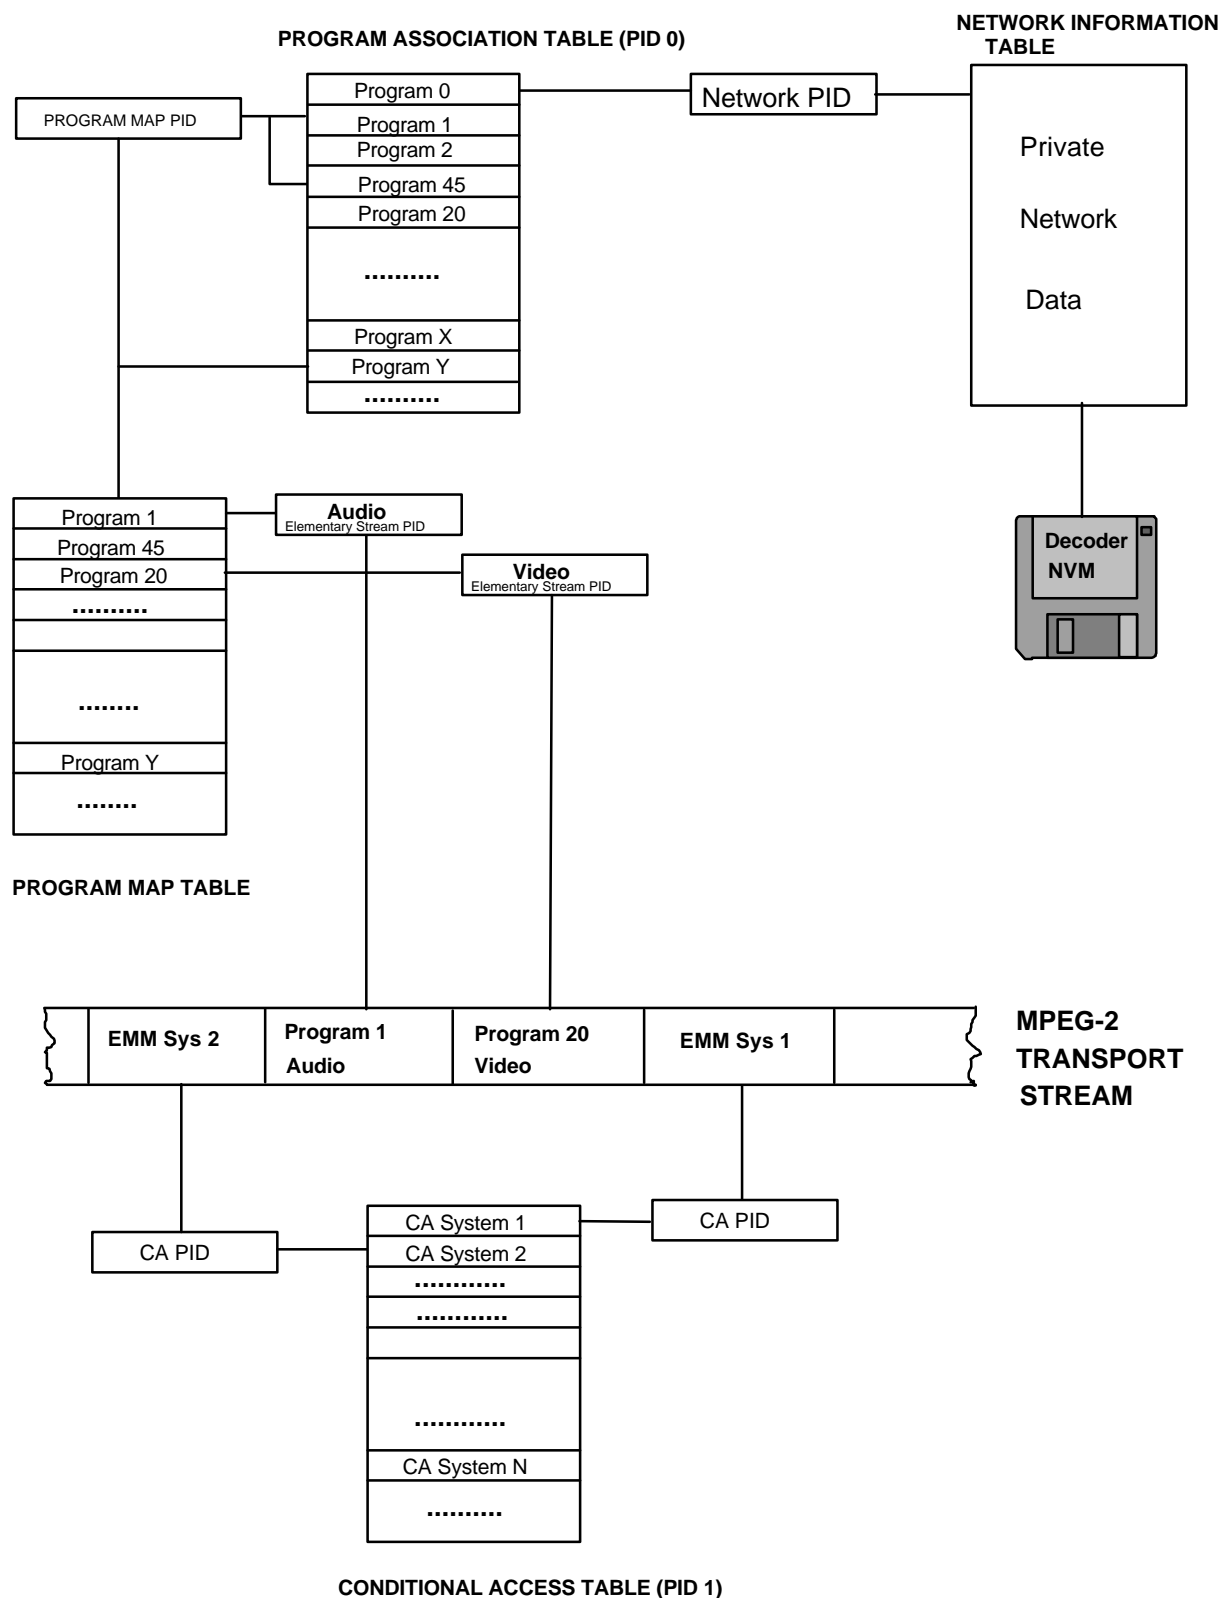 PROGRAM ASSOCIATION TABLE (PID 0)
NETWORK INFORMATION
TABLE
PROGRAM MAP PID
Program 0
Program 1
Program 2
Program 45
Program 20
..........
Program X
Program Y
..........
Network PID
Private
Network
Data
Decoder
NVM
Program 1
Program 45
Program 20
..........
........
Program Y
........
PROGRAM MAP TABLE
Audio
Elementary Stream PID
Video
Elementary Stream PID
EMM Sys 2
Program 1
Audio
Program 20
Video
EMM Sys 1
MPEG-2
TRANSPORT
STREAM
CA PID
CA System 1
CA System 2
............
............
............
CA System N
..........
CA PID
CONDITIONAL ACCESS TABLE (PID 1)